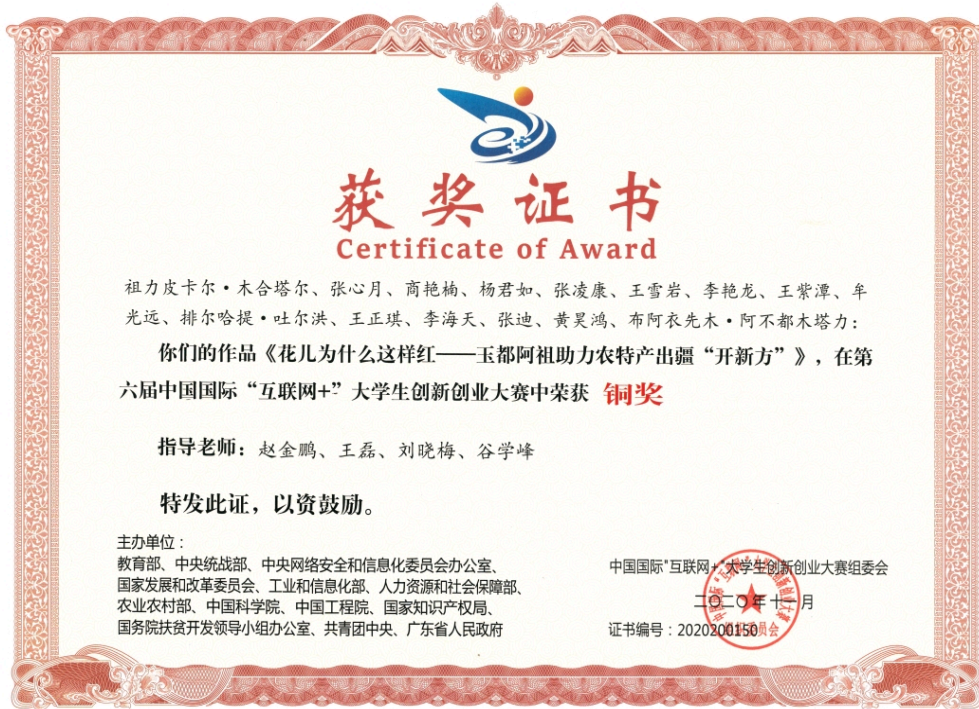 获奖证书
Certificate of Award
祖力皮卡尔·木合塔尔、张心月、商艳楠、杨君如、张凌康、王雪岩、李艳龙、王紫潭、牟
光远、排尔哈提·吐尔洪、王正琪、李海天、张迪、黄昊鸿、布阿衣先木·阿不都木塔力：
你们的作品《花儿为什么这样红——玉都阿祖助力农特产出疆“开新方”》，在第
六届中国国际“互联网+”大学生创新创业大赛中荣获 铜奖
指导老师：赵金鹏、王磊、刘晓梅、谷学峰
特发此证，以资鼓励。
主办单位：
教育部、中央统战部、中央网络安全和信息化委员会办公室、
国家发展和改革委员会、工业和信息化部、人力资源和社会保障部、
农业农村部、中国科学院、中国工程院、国家知识产权局、
国务院扶贫开发领导小组办公室、共青团中央、广东省人民政府
中国国际"互联网+"大学生创新创业大赛组委会
二〇二〇年十一月
证书编号：2020200150